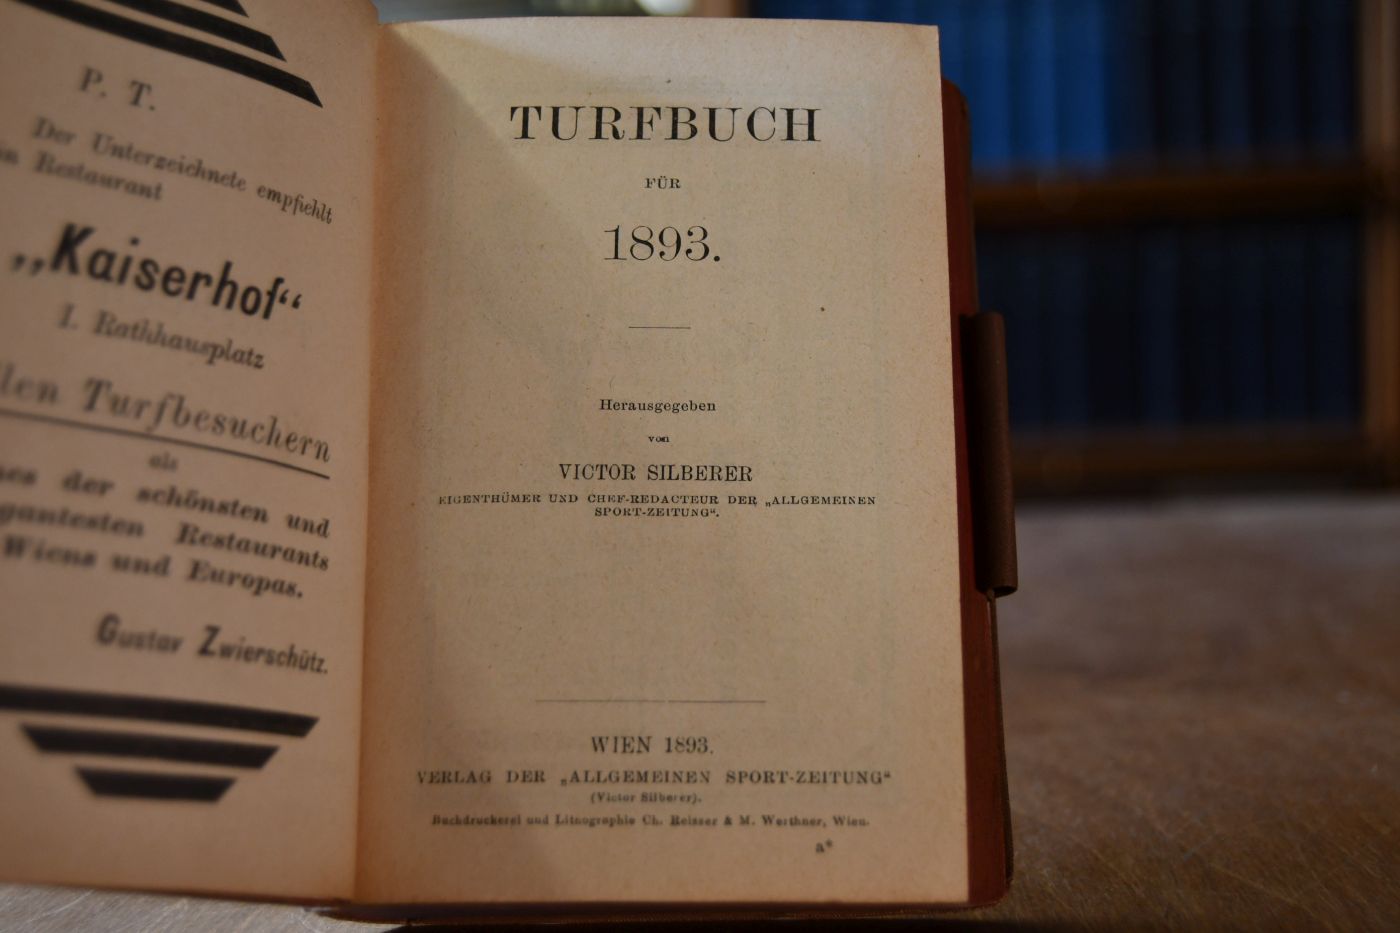 P. T.
Der Unterzeichnete empfiehlt
Restaurant
„Kaiserhof“
I. Rathhausplatz
Turfbesuchern
als
der schönsten und
Restaurants
Wiens und Europas.
Gustav Zwierschütz.
TURFBUCH
FÜR
1893.
Herausgegeben
von
VICTOR SILBERER
EIGENTHÜMER UND CHEF-REDACTEUR DER „ALLGEMEINEN
SPORT-ZEITUNG“.
WIEN 1893.
VERLAG DER „ALLGEMEINEN SPORT-ZEITUNG“
(Victor Silberer).
Buchdruckerei und Lithographie Ch. Reisser & M. Werthner, Wien.
a*